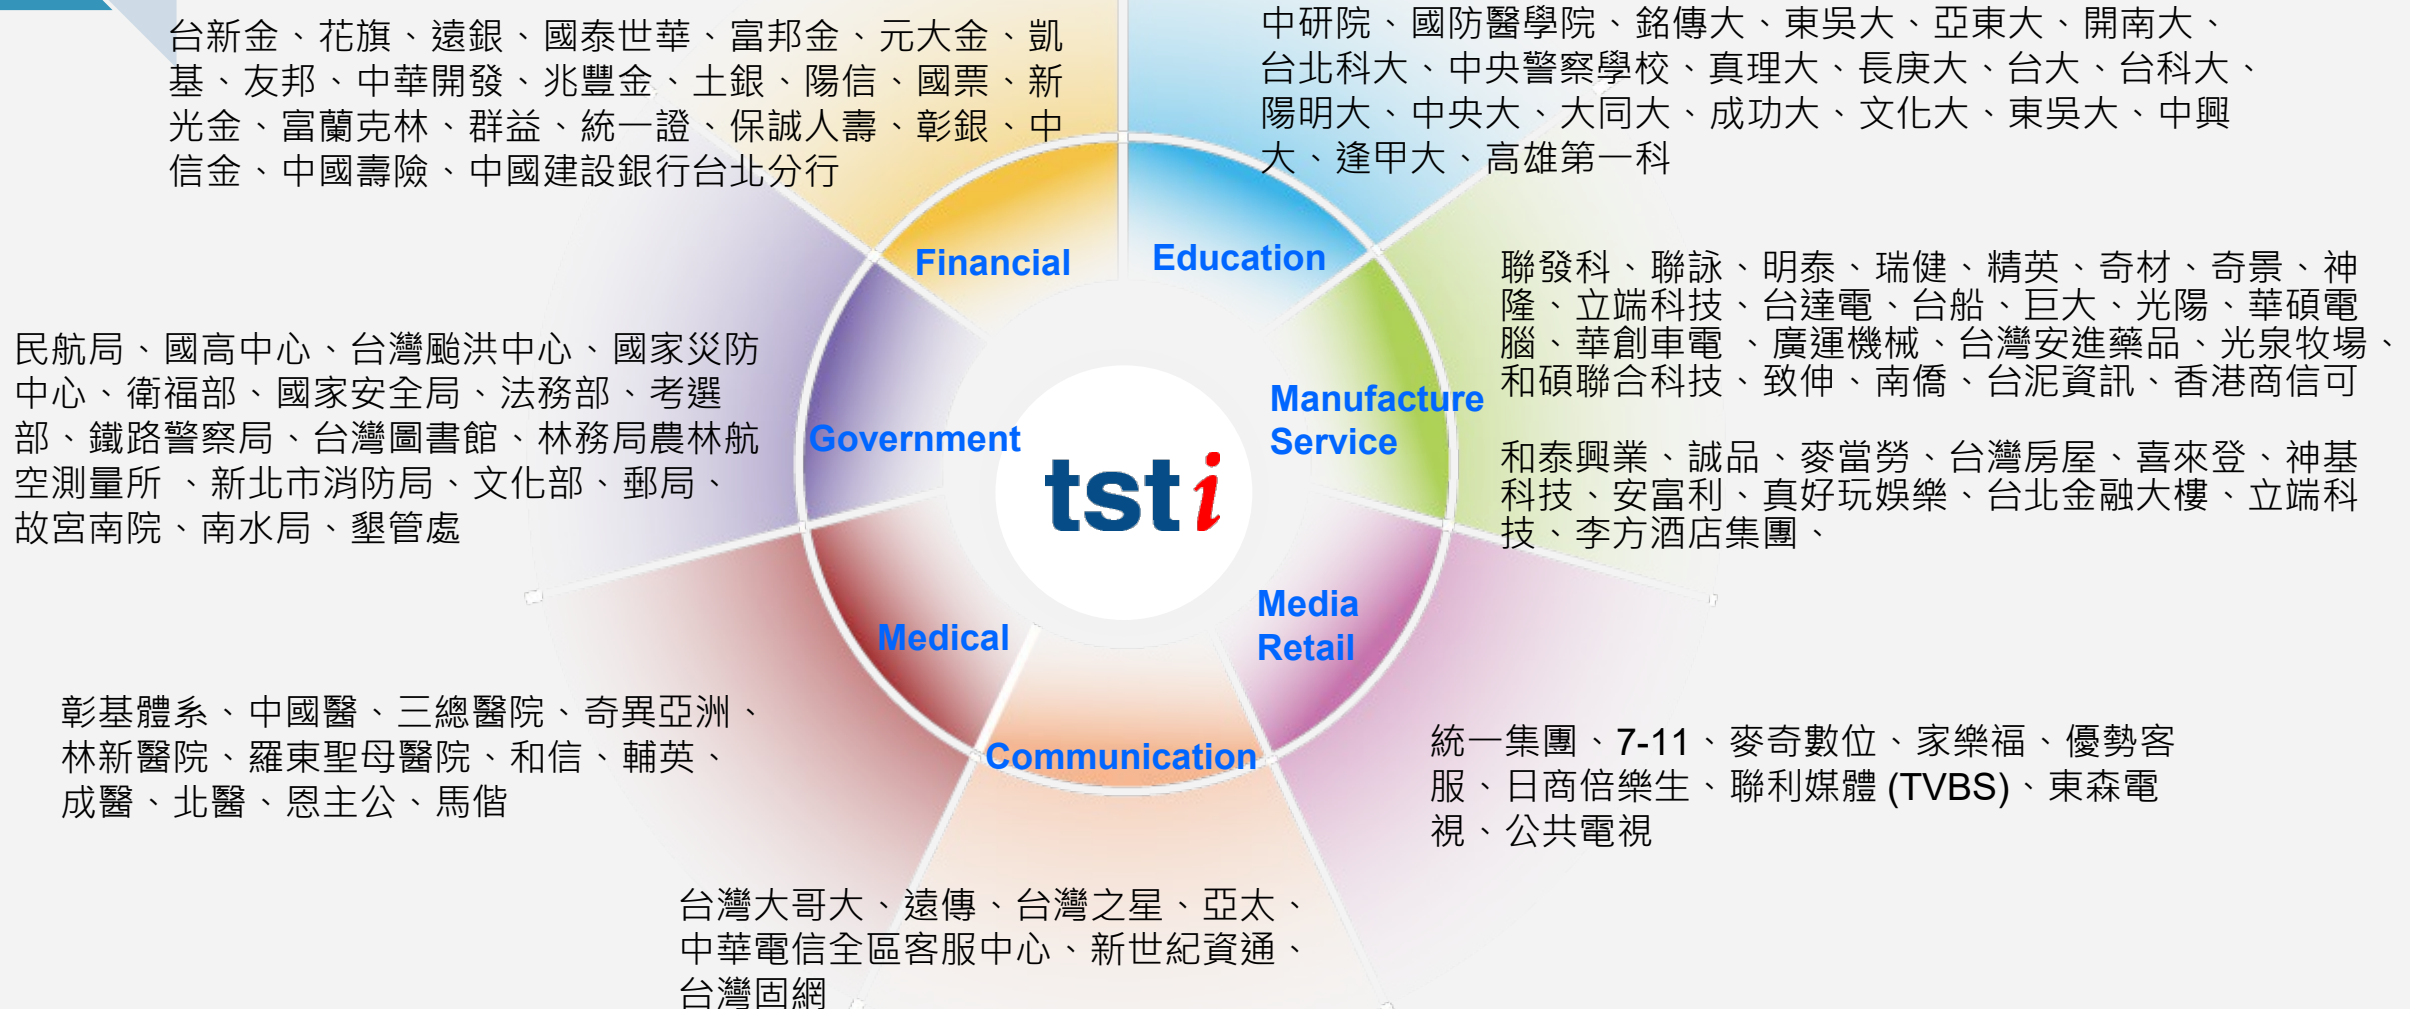 台新金、花旗、遠銀、國泰世華、富邦金、元大金、凱
基、友邦、中華開發、兆豐金、土銀、陽信、國票、新
光金、富蘭克林、群益、統一證、保誠人壽、彰銀、中
信金、中國壽險、中國建設銀行台北分行
中研院、國防醫學院、銘傳大、東吳大、亞東大、開南大、
台北科大、中央警察學校、真理大、長庚大、台大、台科大、
陽明大、中央大、大同大、成功大、文化大、東吳大、中興
大、逢甲大、高雄第一科
Financial
Education
聯發科、聯詠、明泰、瑞健、精英、奇材、奇景、神
隆、立端科技、台達電、台船、巨大、光陽、華碩電
腦、華創車電 、廣運機械、台灣安進藥品、光泉牧場、
和碩聯合科技、致伸、南僑、台泥資訊、香港商信可
和泰興業、誠品、麥當勞、台灣房屋、喜來登、神基
科技、安富利、真好玩娛樂、台北金融大樓、立端科
技、李方酒店集團、
民航局、國高中心、台灣颱洪中心、國家災防
中心、衛福部、國家安全局、法務部、考選
部、鐵路警察局、台灣圖書館、林務局農林航
空測量所 、新北市消防局、文化部、郵局、
故宮南院、南水局、墾管處
Government
Manufacture
Service
tsti
Medical
Media
Retail
Communication
彰基體系、中國醫、三總醫院、奇異亞洲、
林新醫院、羅東聖母醫院、和信、輔英、
成醫、北醫、恩主公、馬偕
統一集團、7-11、麥奇數位、家樂福、優勢客
服、日商倍樂生、聯利媒體 (TVBS)、東森電
視、公共電視
台灣大哥大、遠傳、台灣之星、亞太、
中華電信全區客服中心、新世紀資通、
台灣固網